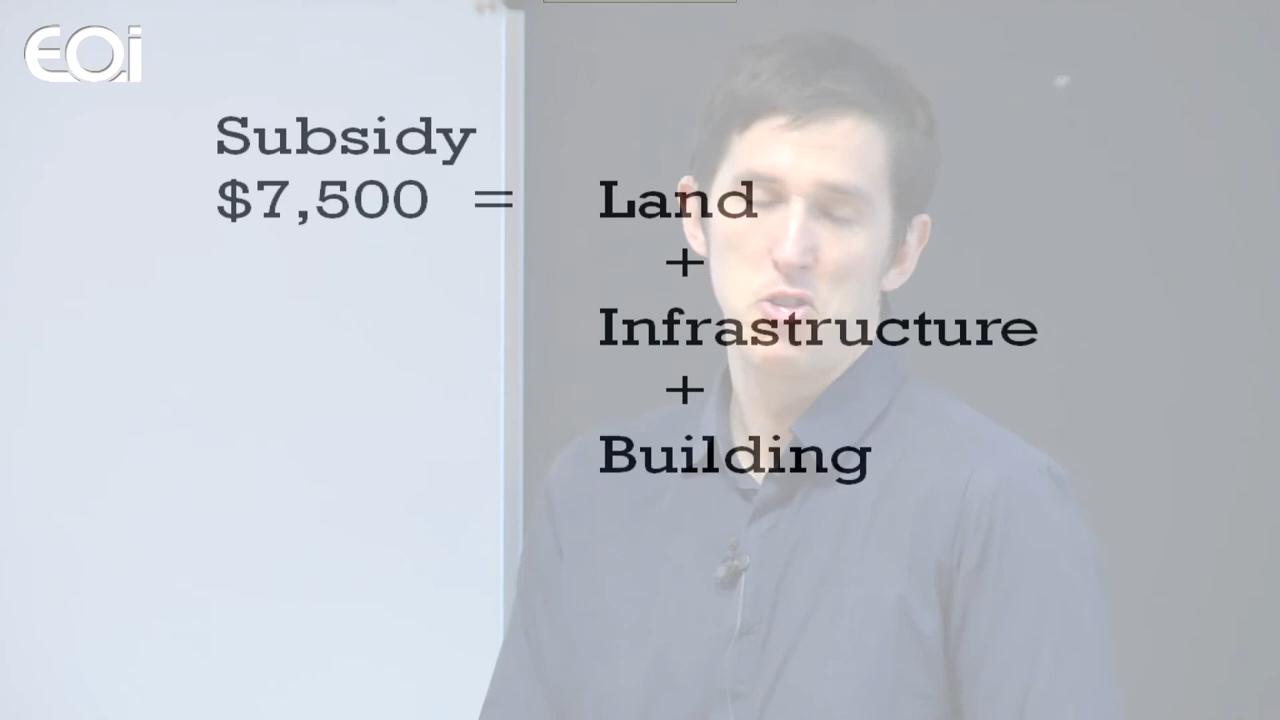 EOi
Subsidy
$7,500 = Land
+
Infrastructure
+
Building